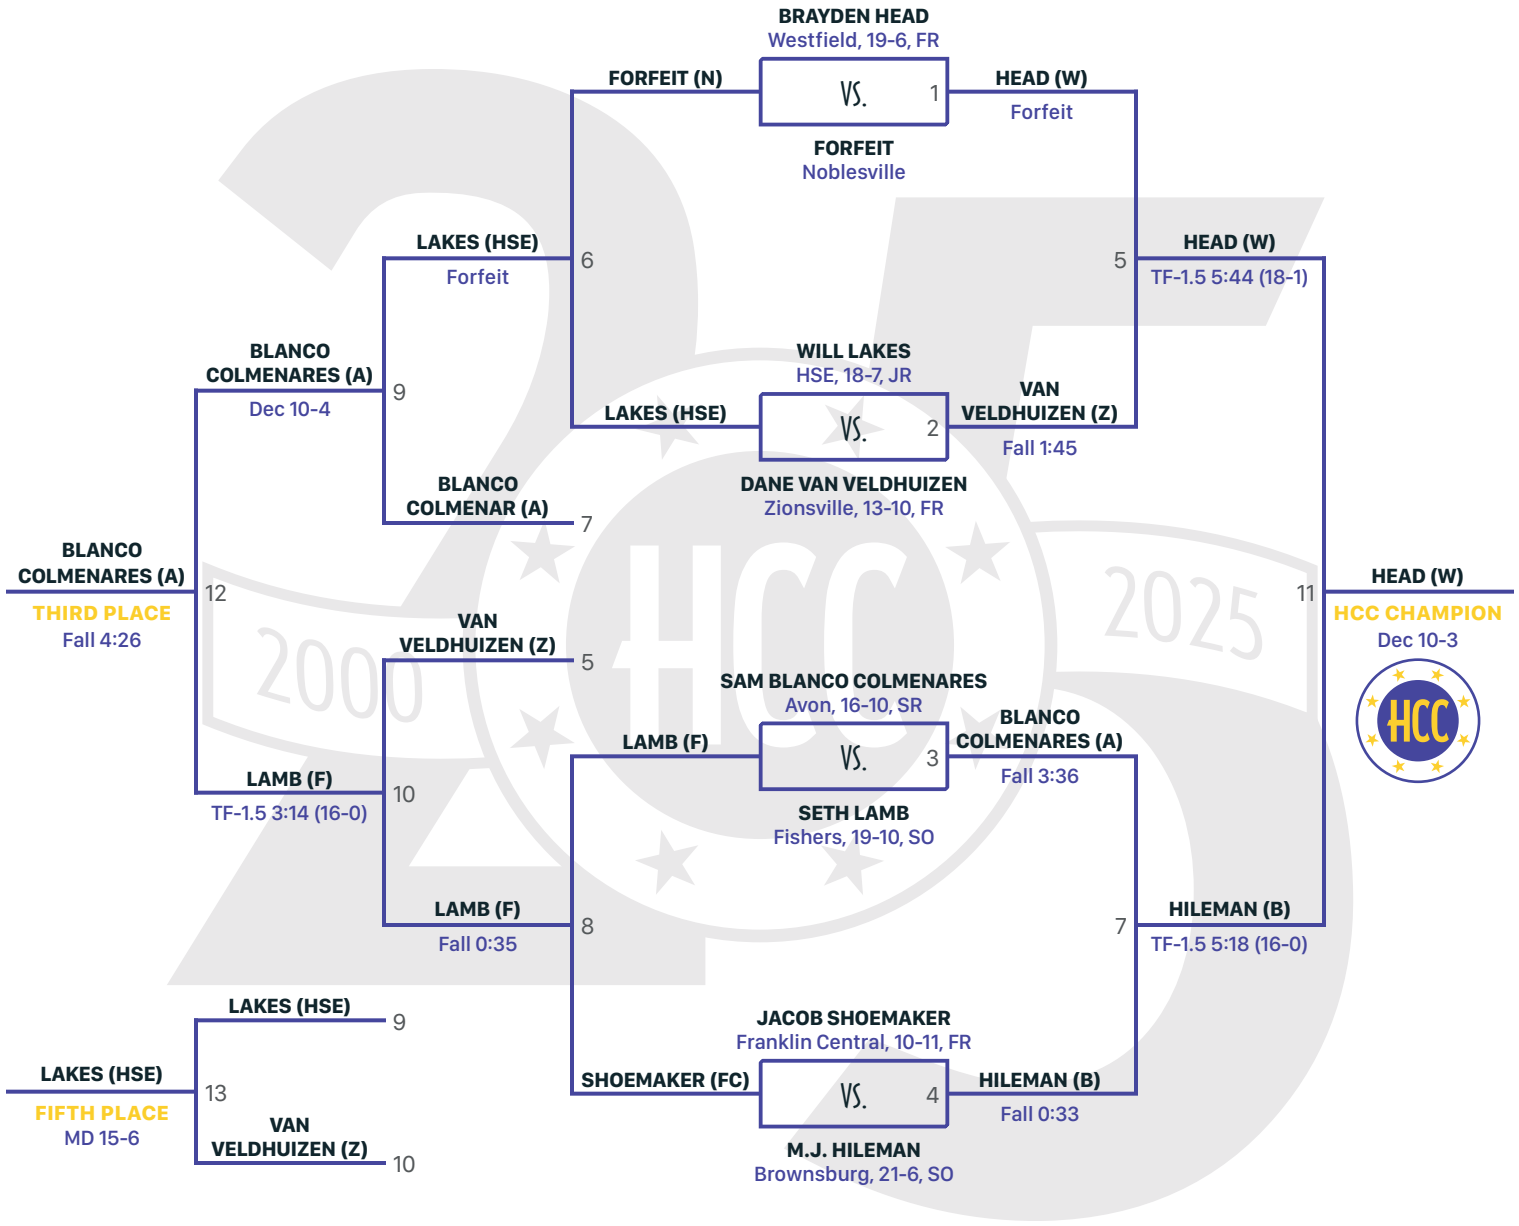 BRAYDEN HEAD
Westfield, 19-6, FR
FORFEIT (N)
VS.
1
HEAD (W)
Forfeit
FORFEIT
Noblesville
LAKES (HSE)
Forfeit
6
5
HEAD (W)
TF-1.5 5:44 (18-1)
BLANCO
COLMENARES (A)
Dec 10-4
9
WILL LAKES
HSE, 18-7, JR
LAKES (HSE)
VS.
2
VAN
VELDHUIZEN (Z)
Fall 1:45
DANE VAN VELDHUIZEN
Zionsville, 13-10, FR
BLANCO
COLMENAR (A)
7
BLANCO
COLMENARES (A)
THIRD PLACE
Fall 4:26
12
2000
HCC
2025
11
HEAD (W)
HCC CHAMPION
Dec 10-3
HCC
VAN
VELDHUIZEN (Z)
5
SAM BLANCO COLMENARES
Avon, 16-10, SR
LAMB (F)
VS.
3
BLANCO
COLMENARES (A)
Fall 3:36
SETH LAMB
Fishers, 19-10, SO
LAMB (F)
TF-1.5 3:14 (16-0)
10
LAMB (F)
Fall 0:35
8
7
HILEMAN (B)
TF-1.5 5:18 (16-0)
JACOB SHOEMAKER
Franklin Central, 10-11, FR
SHOEMAKER (FC)
VS.
4
HILEMAN (B)
Fall 0:33
M.J. HILEMAN
Brownsburg, 21-6, SO
LAKES (HSE)
9
LAKES (HSE)
FIFTH PLACE
MD 15-6
13
VAN
VELDHUIZEN (Z)
10
25